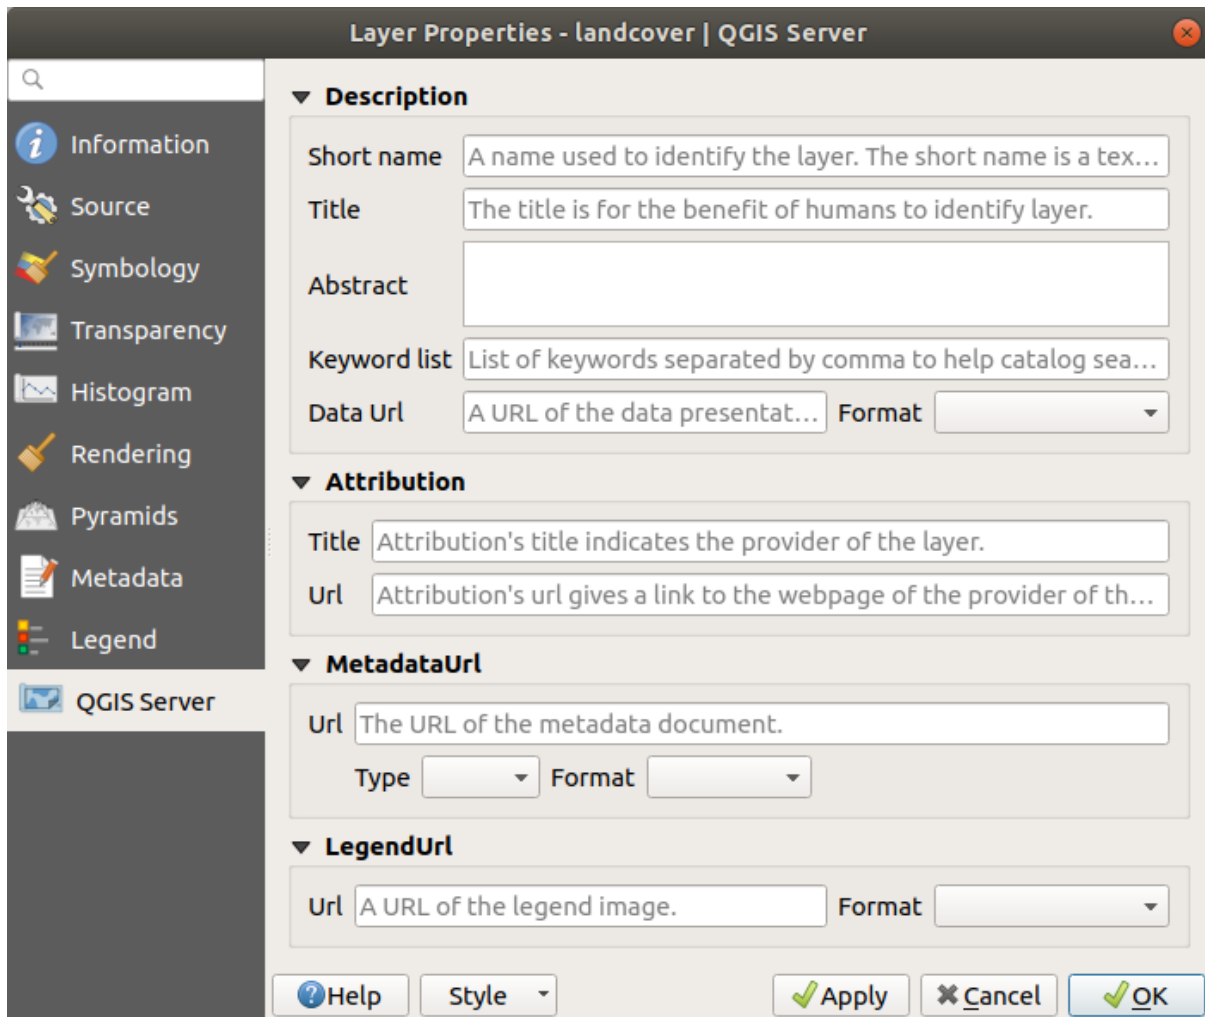 Layer Properties - landcover | QGIS Server
Information
Source
Symbology
Transparency
Histogram
Rendering
Pyramids
Metadata
Legend
QGIS Server
Description
Short name A name used to identify the layer. The short name is a tex...
Title The title is for the benefit of humans to identify layer.
Abstract
Keyword list List of keywords separated by comma to help catalog sea...
Data Url A URL of the data presentat... Format
Attribution
Title Attribution's title indicates the provider of the layer.
Url Attribution's url gives a link to the webpage of the provider of th...
MetadataUrl
Url The URL of the metadata document.
Type Format
LegendUrl
Url A URL of the legend image. Format
Help Style Apply Cancel OK